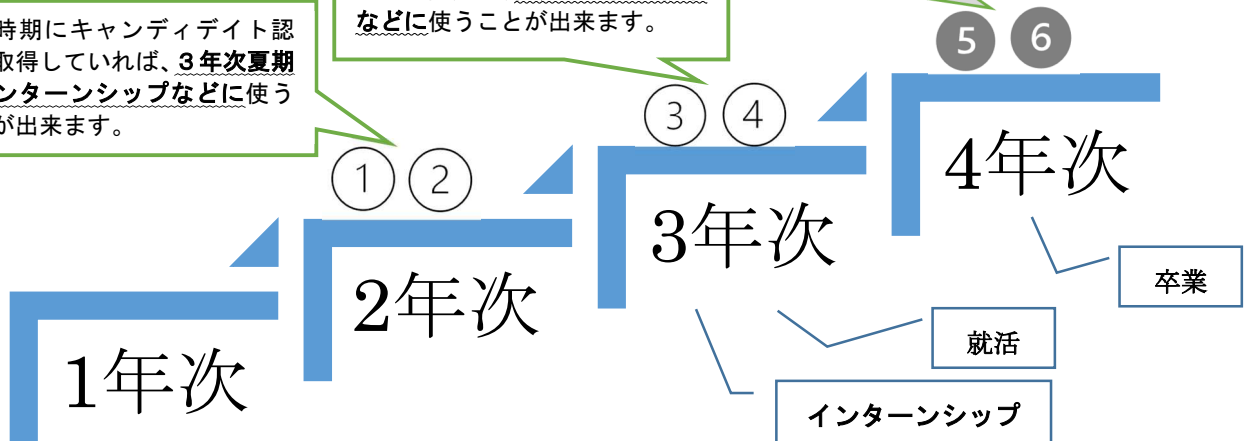 時期にキャンディデイト認
取得していれば、３年次夏期
ンターンシップなどに使う
が出来ます。
などに使うことが出来ます。
⑤ ⑥
③ ④
① ②
4年次
3年次
2年次
1年次
卒業
就活
インターンシップ